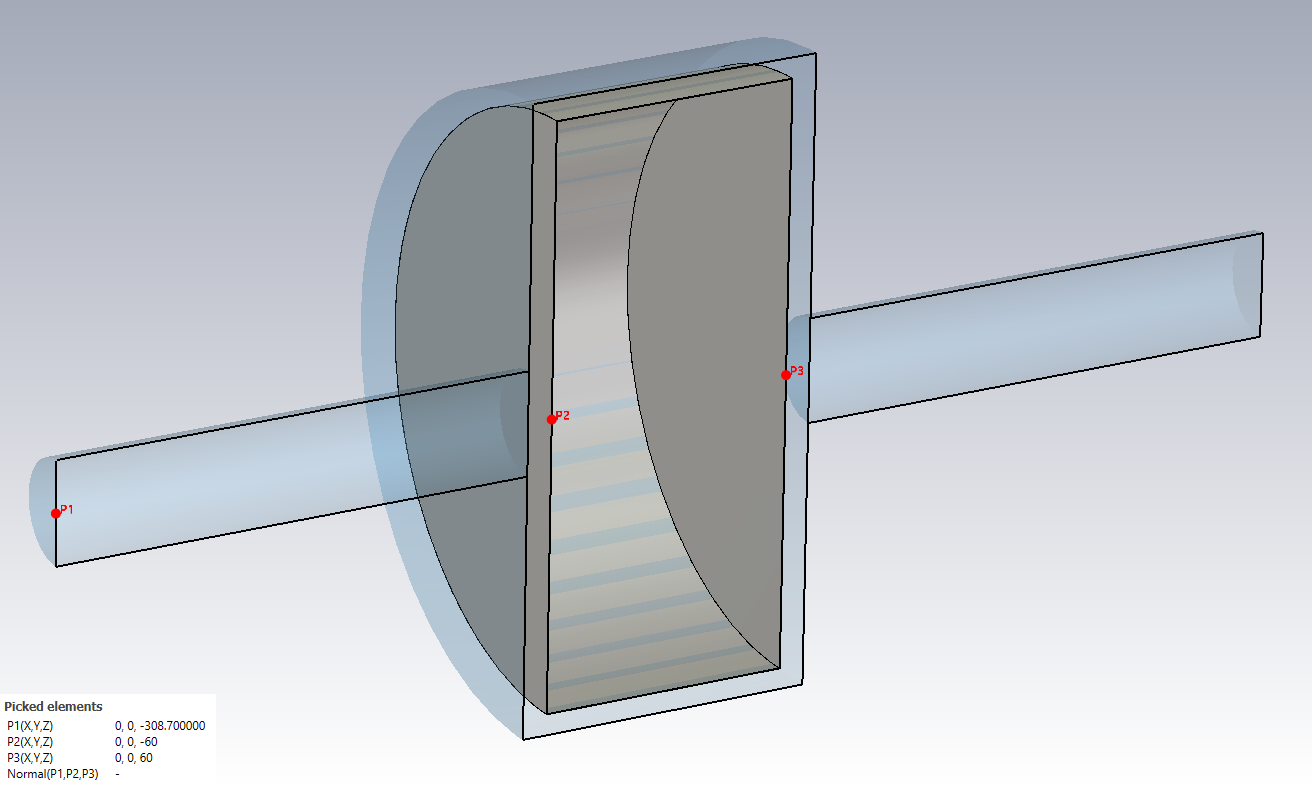 P3
P2
P1
Picked elements
P1(X,Y,Z) 0, 0, -308.700000
P2(X,Y,Z) 0, 0, -60
P3(X,Y,Z) 0, 0, 60
Normal(P1,P2,P3) -